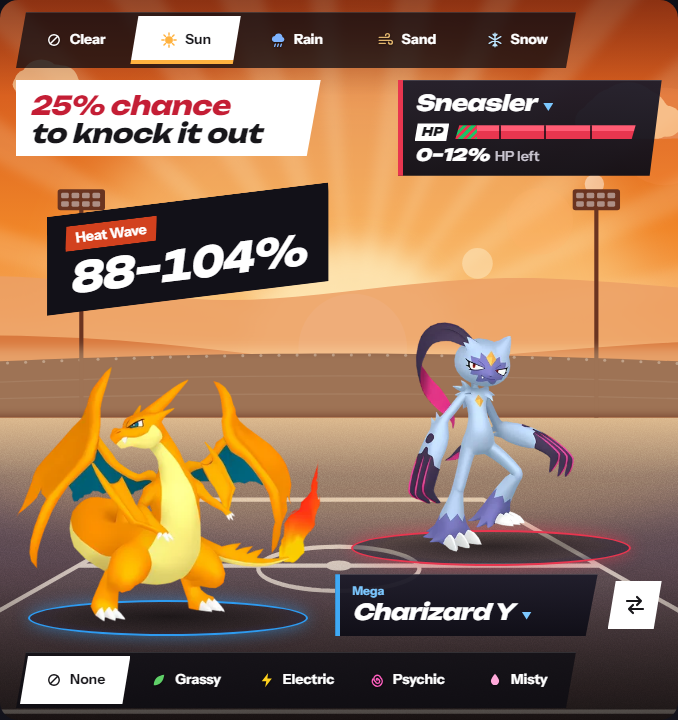 Clear
Sun
Rain
Sand
Snow
25% chance
to knock it out
Sneasler
HP
0–12% HP left
Heat Wave
88–104%
Mega
Charizard Y
None
Grassy
Electric
Psychic
Misty